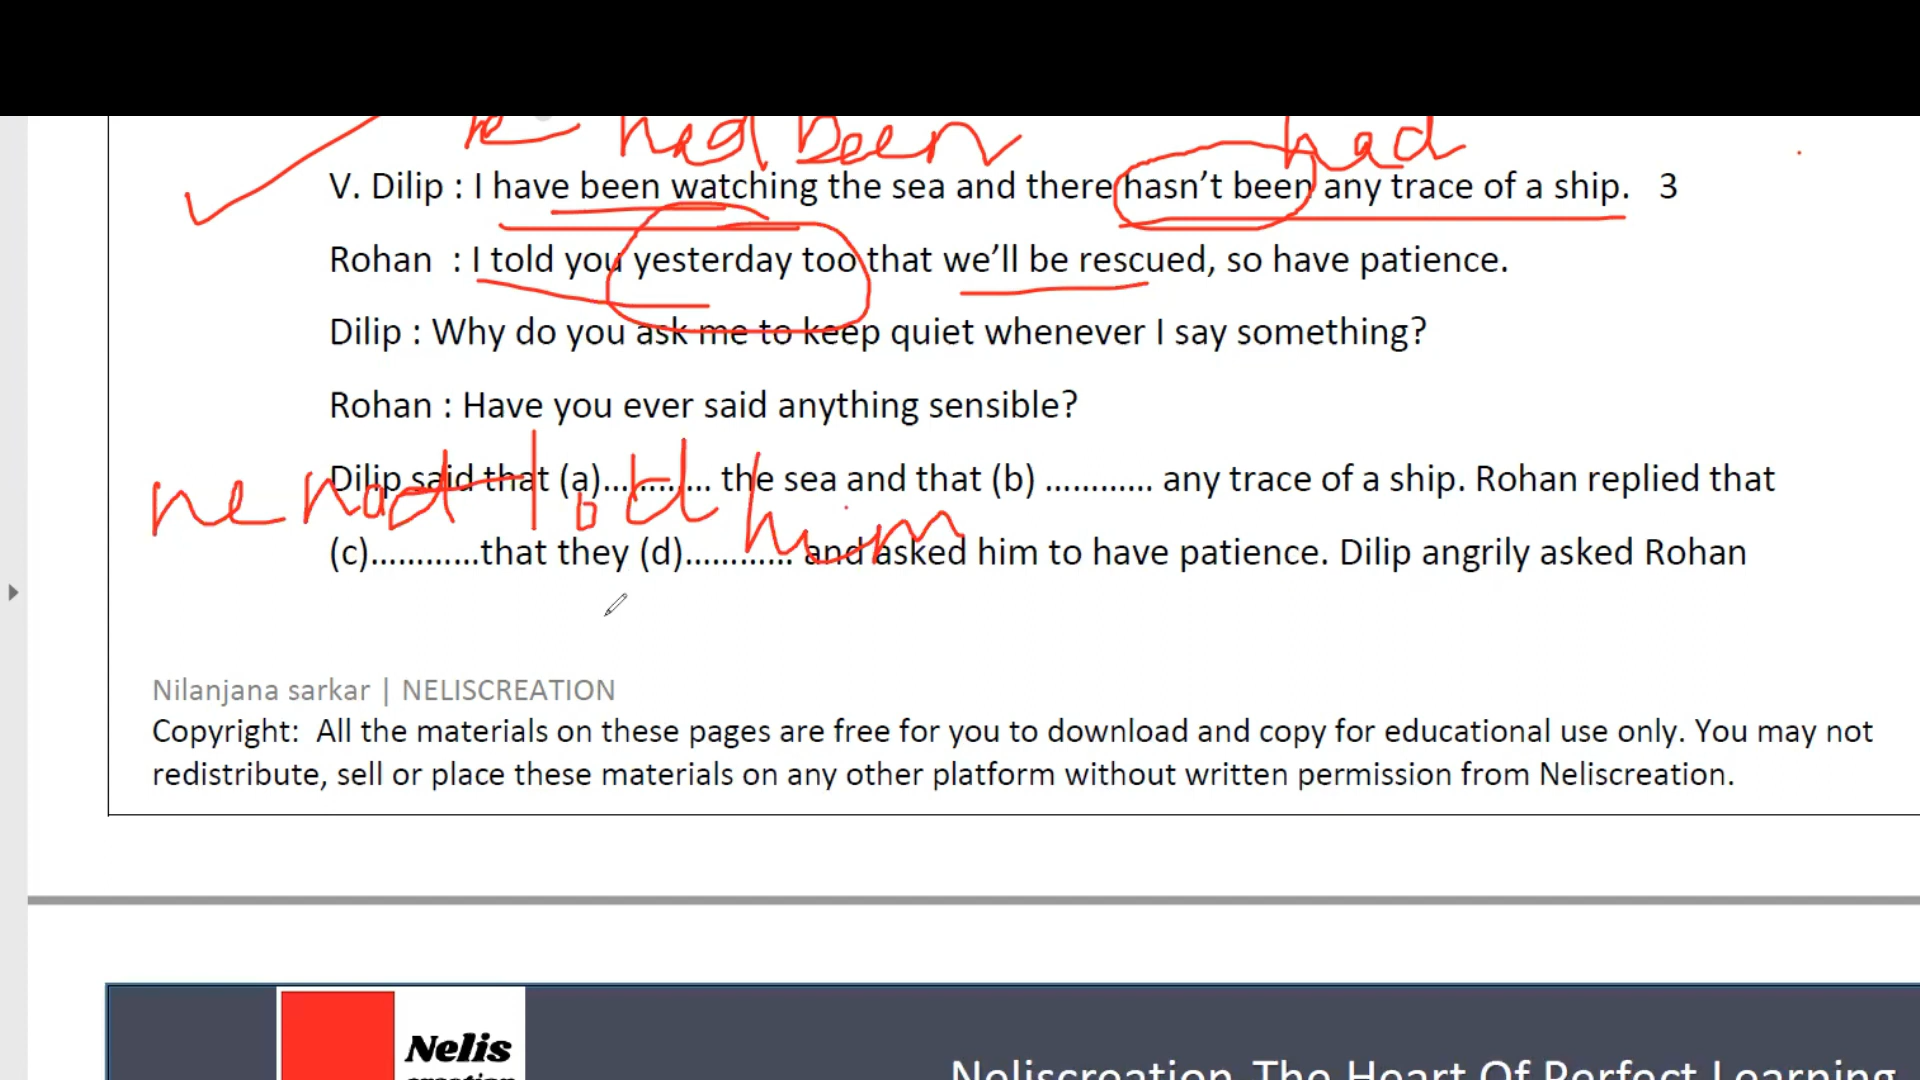 he had been had
V. Dilip : I have been watching the sea and there hasn't been any trace of a ship. 3
Rohan : I told you yesterday too that we'll be rescued, so have patience.
Dilip : Why do you ask me to keep quiet whenever I say something?
Rohan : Have you ever said anything sensible?
Dilip said that (a)............ the sea and that (b) ............ any trace of a ship. Rohan replied that
he had told him
(c)............that they (d)............ and asked him to have patience. Dilip angrily asked Rohan
Nilanjana sarkar | NELISCREATION
Copyright: All the materials on these pages are free for you to download and copy for educational use only. You may not
redistribute, sell or place these materials on any other platform without written permission from Neliscreation.
Nelis
creation
Neliscreation-The Heart Of Perfect Learning